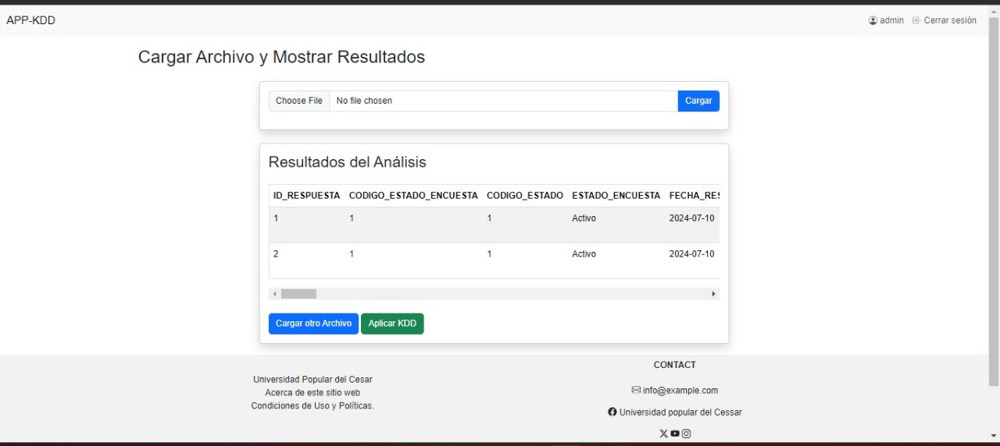 APP-KDD
admin Cerrar sesión
Cargar Archivo y Mostrar Resultados
Choose File No file chosen Cargar
Resultados del Análisis
ID_RESPUESTA CODIGO_ESTADO_ENCUESTA CODIGO_ESTADO ESTADO_ENCUESTA FECHA_RES
1 1 1 Activo 2024-07-10
2 1 1 Activo 2024-07-10
Cargar otro Archivo Aplicar KDD
Universidad Popular del Cesar
Acerca de este sitio web
Condiciones de Uso y Políticas.
CONTACT
info@example.com
Universidad popular del Cessar